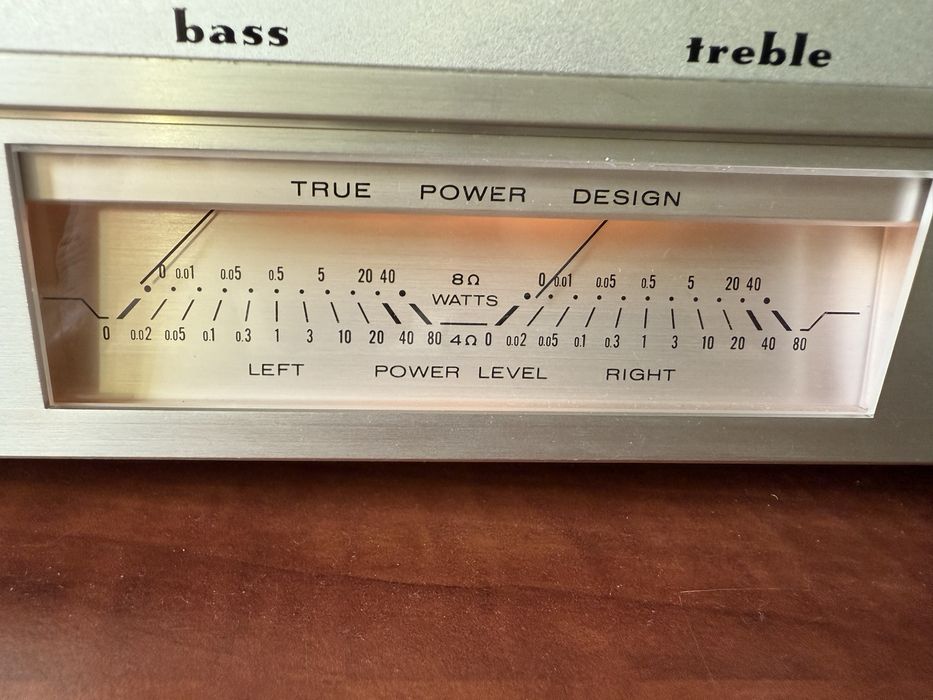 bass treble
TRUE POWER DESIGN
0 0.01 0.05 0.5 5 20 40 8Ω 0 0.01 0.05 0.5 5 20 40
WATTS
0 0.02 0.05 0.1 0.3 1 3 10 20 40 80 4Ω 0 0.02 0.05 0.1 0.3 1 3 10 20 40 80
LEFT POWER LEVEL RIGHT